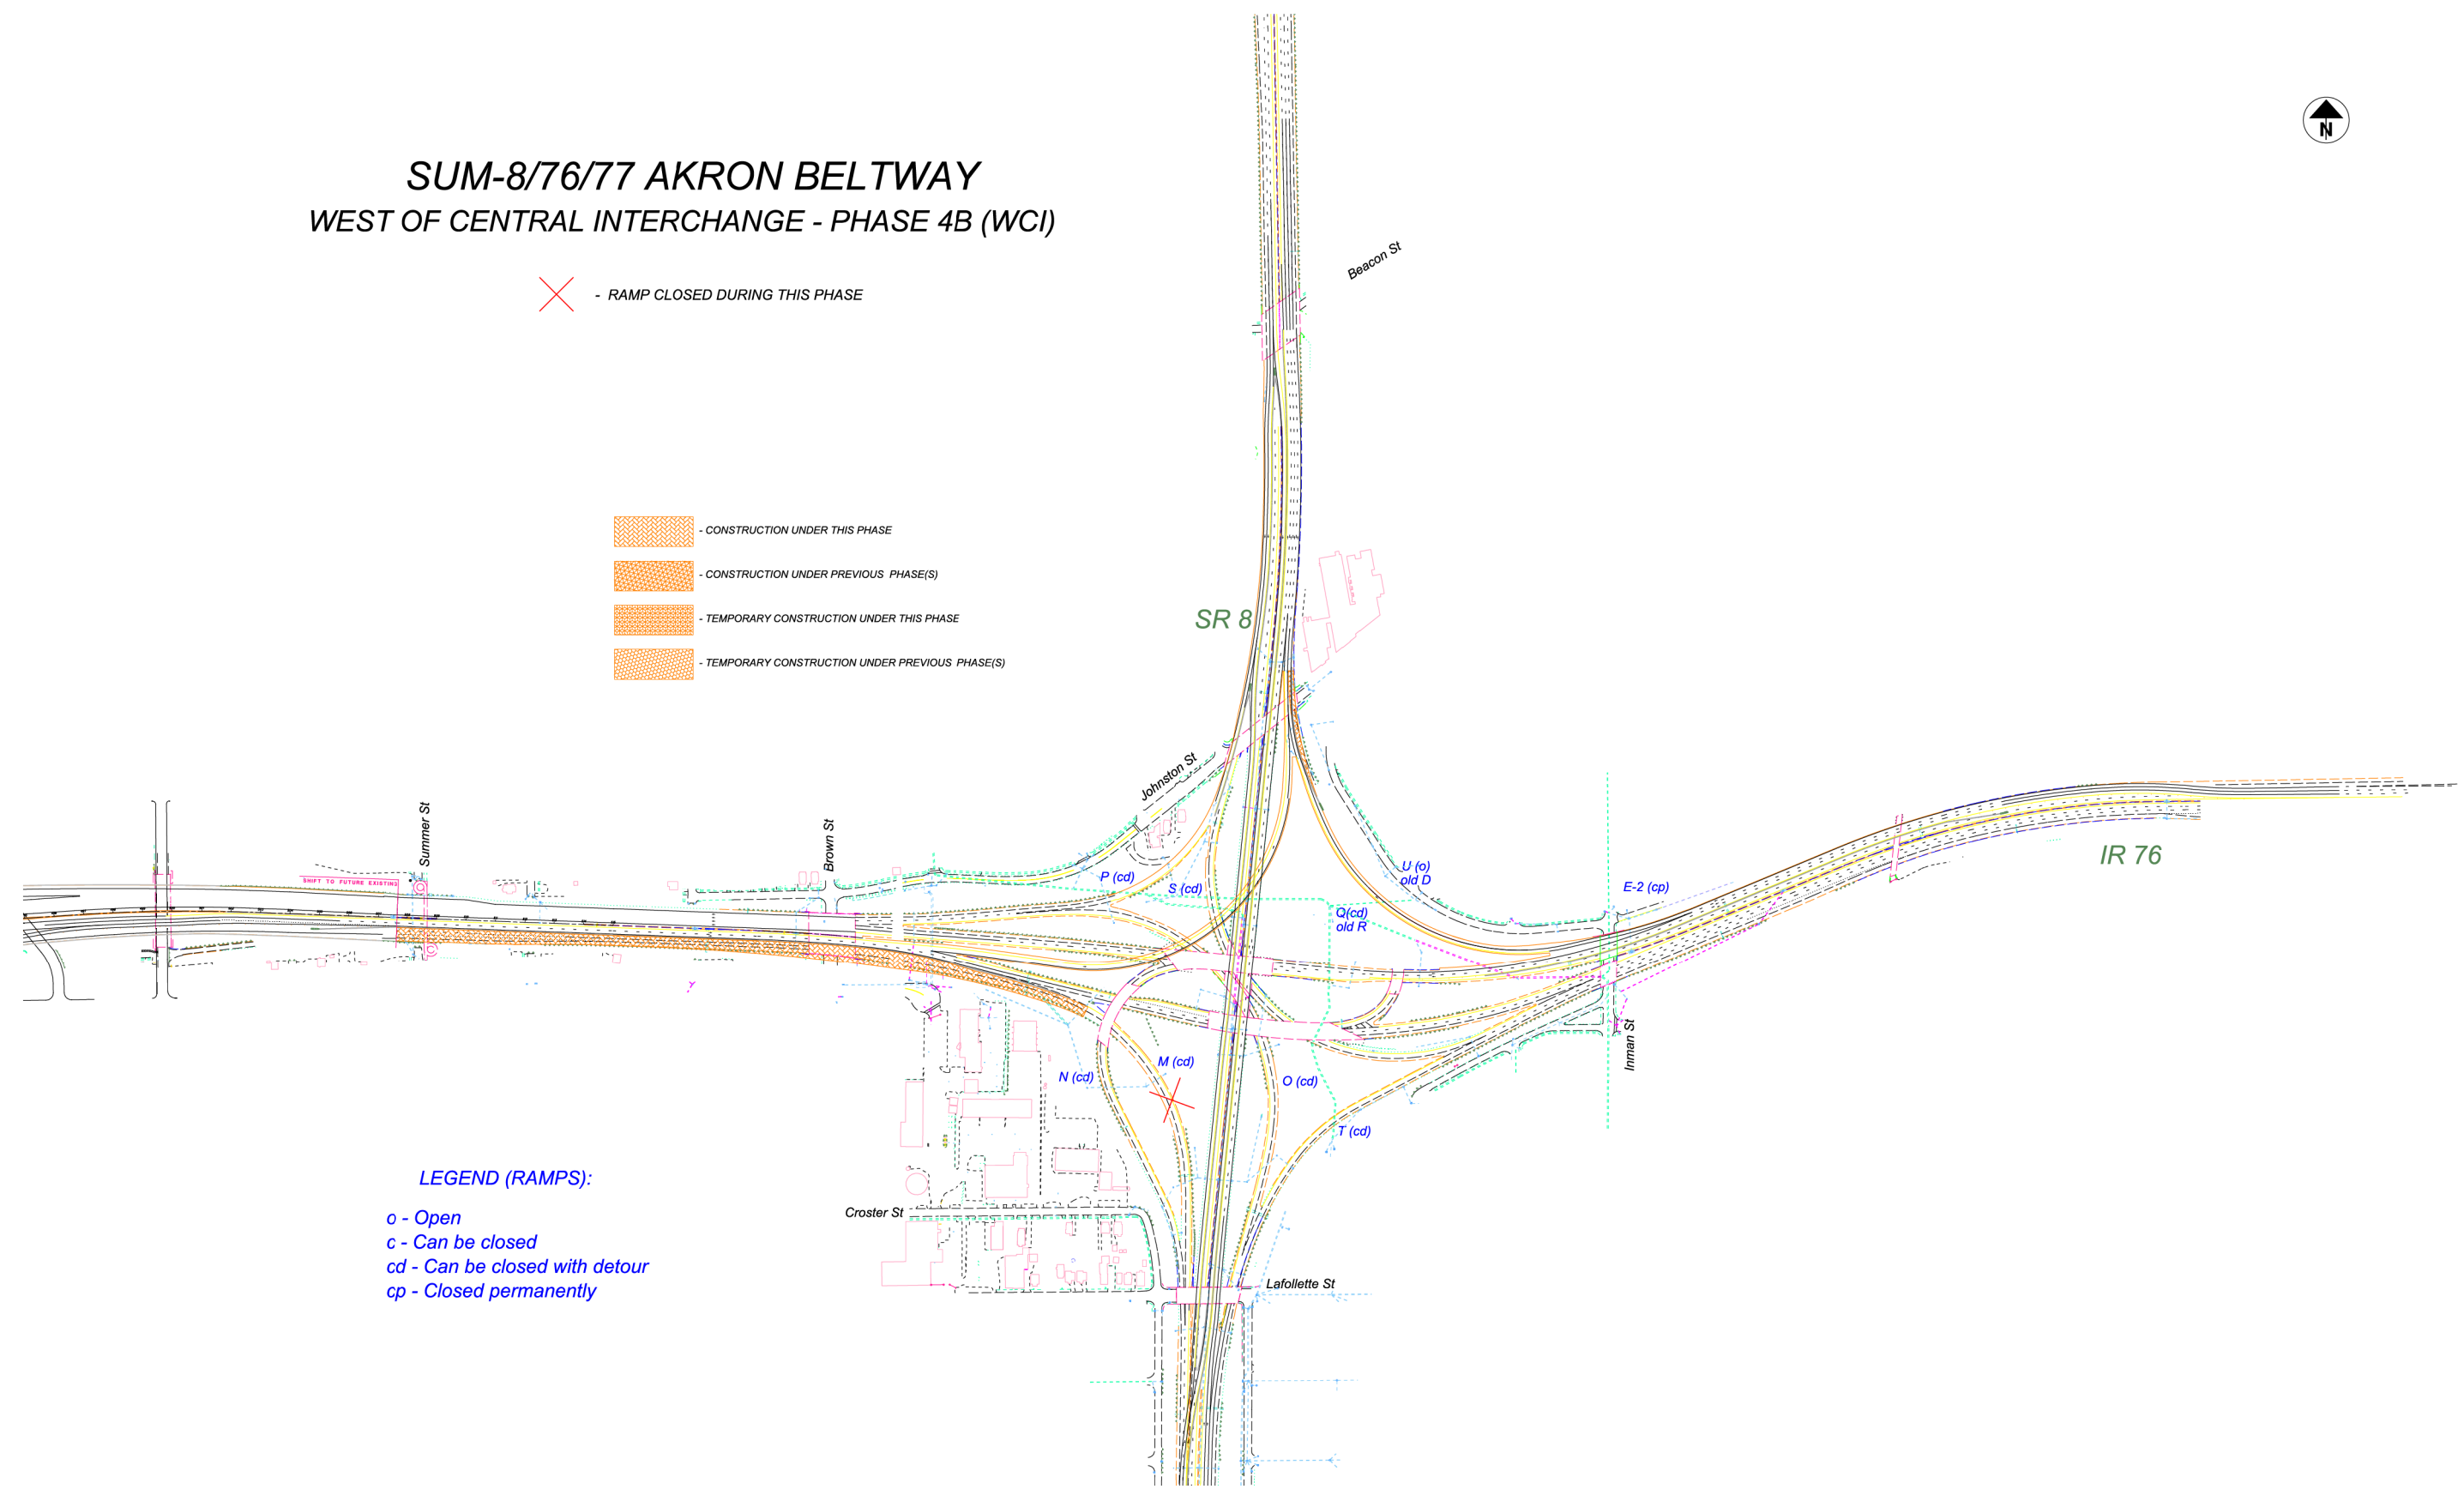 N
SUM-8/76/77 AKRON BELTWAY
WEST OF CENTRAL INTERCHANGE - PHASE 4B (WCI)
- RAMP CLOSED DURING THIS PHASE
Beacon St
- CONSTRUCTION UNDER THIS PHASE
- CONSTRUCTION UNDER PREVIOUS PHASE(S)
- TEMPORARY CONSTRUCTION UNDER THIS PHASE
- TEMPORARY CONSTRUCTION UNDER PREVIOUS PHASE(S)
SR 8
Johnston St
Summer St
Brown St
IR 76
SHIFT TO FUTURE EXISTING
P (cd)
S (cd)
U (o)
old D
E-2 (cp)
Q(cd)
old R
Inman St
M (cd)
N (cd)
O (cd)
T (cd)
LEGEND (RAMPS):
o - Open
c - Can be closed
cd - Can be closed with detour
cp - Closed permanently
Croster St
Lafollette St